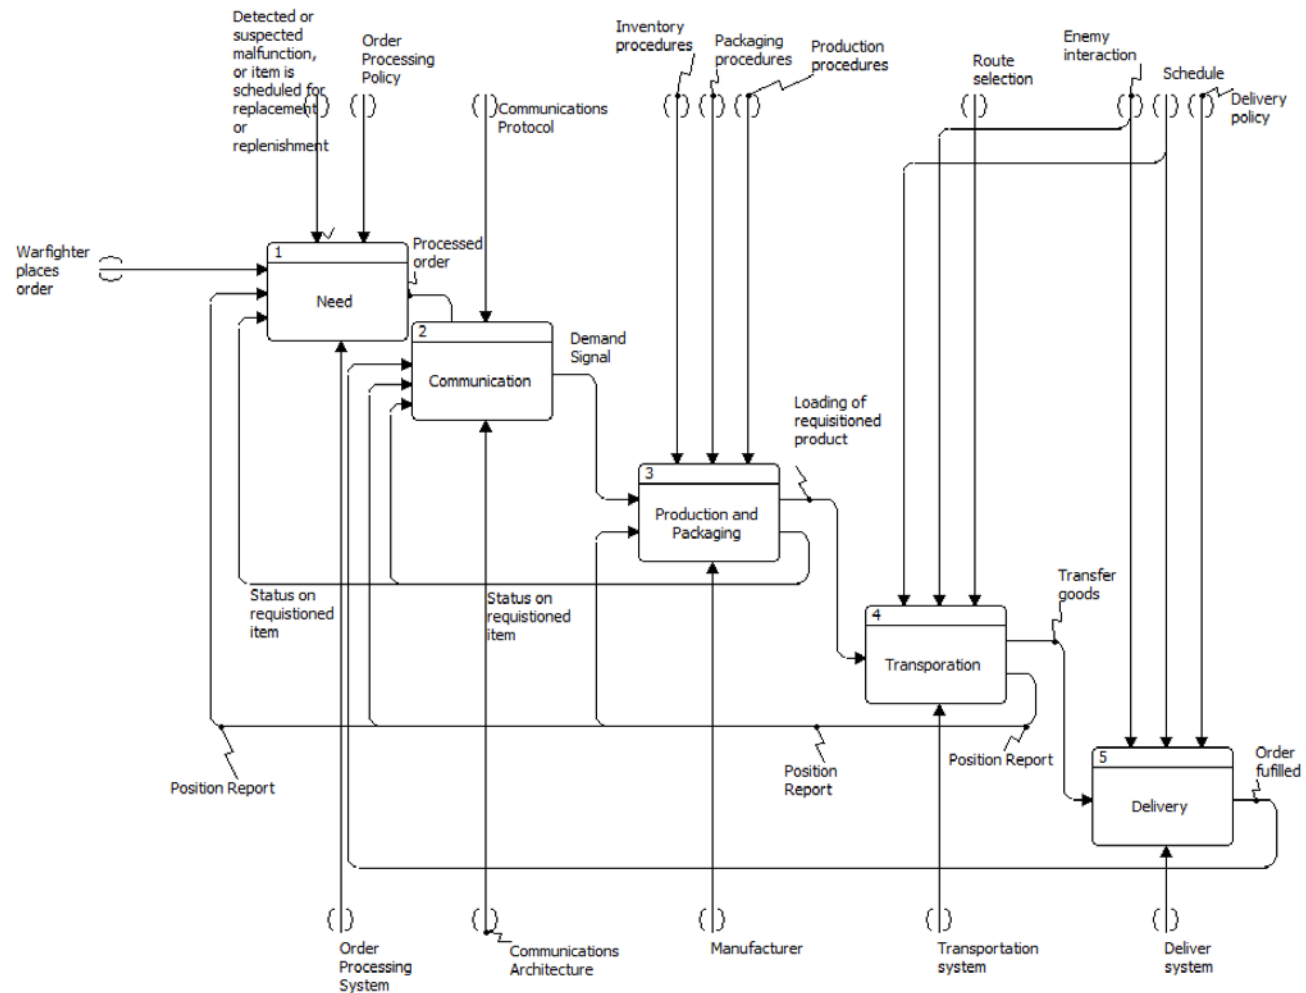 Detected or
suspected
malfunction,
or item is
scheduled for
replacement
or
replenishment
Order
Processing
Policy
Communications
Protocol
Inventory
procedures
Packaging
procedures
Production
procedures
Route
selection
Enemy
interaction
Schedule
Delivery
policy
Warfighter
places
order
1
Need
Processed
order
2
Communication
Demand
Signal
3
Production and
Packaging
Loading of
requisitioned
product
Status on
requistioned
item
Status on
requistioned
item
4
Transporation
Transfer
goods
Position Report
Position
Report
Position Report
5
Delivery
Order
fufilled
Order
Processing
System
Communications
Architecture
Manufacturer
Transportation
system
Deliver
system